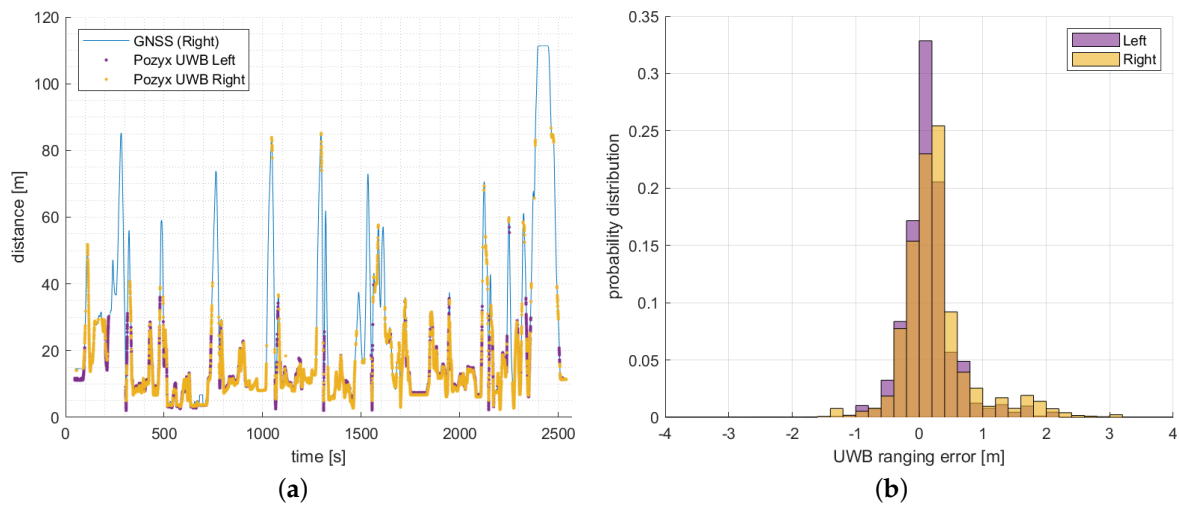 120
100
80
60
40
20
0
distance [m]
GNSS (Right)
Pozyx UWB Left
Pozyx UWB Right
0 500 1000 1500 2000 2500
time [s]
(a)
0.35
0.3
0.25
0.2
0.15
0.1
0.05
0
probability distribution
Left
Right
-4 -3 -2 -1 0 1 2 3 4
UWB ranging error [m]
(b)